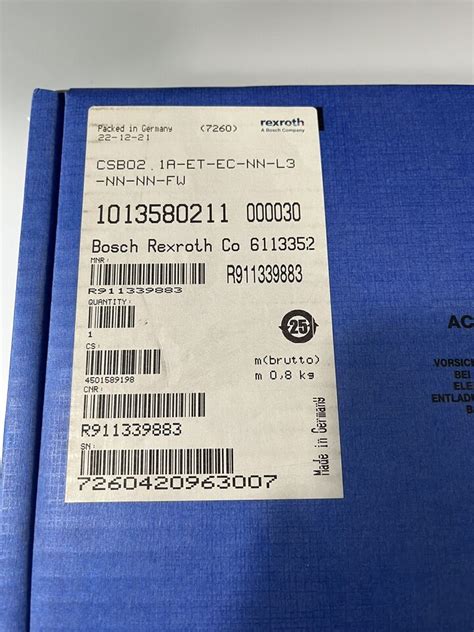 Packed in Germany (7260)
22-12-21
rexroth
A Bosch Company
CSB02.1A-ET-EC-NN-L3
-NN-NN-FW
1013580211 000030
Bosch Rexroth Co 6113352
MNR:
R911339883
R911339883
QUANTITY:
1
25
CS:
4501589198
m(brutto)
m 0,8 kg
CNR:
R911339883
Made in Germany
SN:
7260420963007
AC
VORSIC
BEI
ELE
ENTLAD